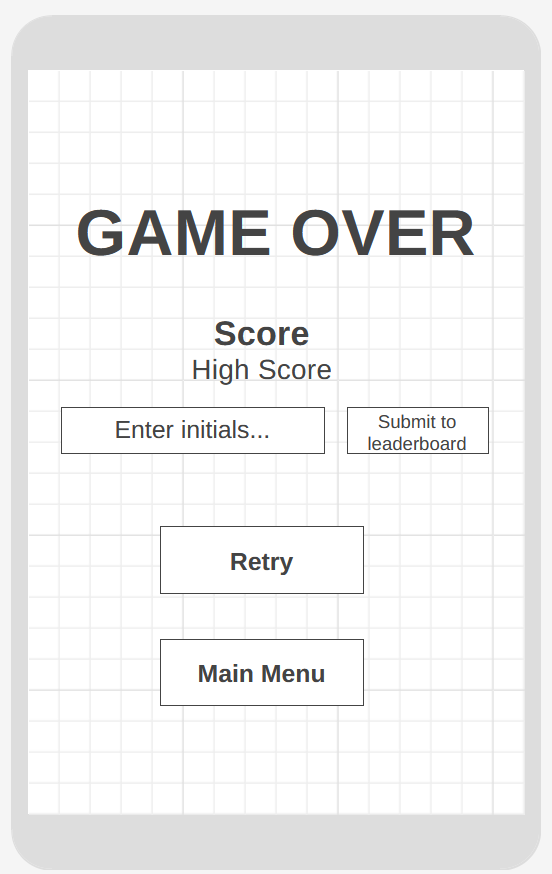 GAME OVER
Score
High Score
Enter initials...
Submit to
leaderboard
Retry
Main Menu